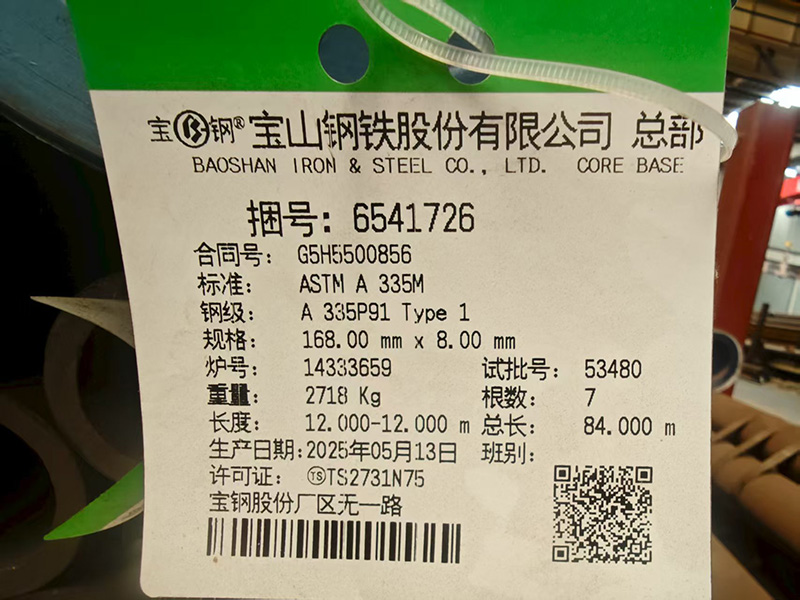 宝钢® 宝山钢铁股份有限公司 总部
BAOSHAN IRON & STEEL CO., LTD. CORE BASE
捆号: 6541726
合同号: G5H5500856
标准: ASTM A 335M
钢级: A 335P91 Type 1
规格: 168.00 mm x 8.00 mm
炉号: 14333659 试批号: 53480
重量: 2718 Kg 根数: 7
长度: 12.000-12.000 m 总长: 84.000 m
生产日期:2025年05月13日 班别:
许可证: TSTS2731N75
宝钢股份厂区无一路